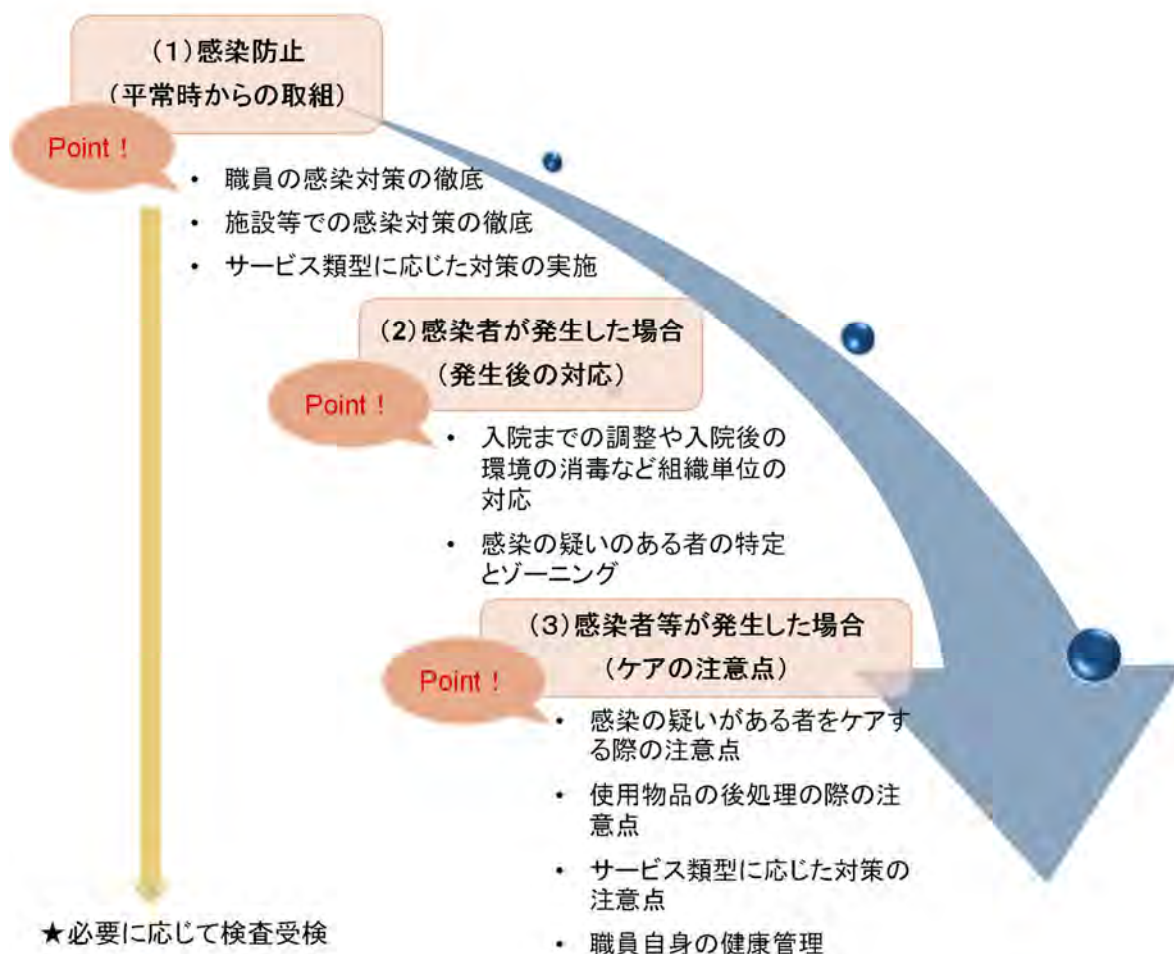 (1)感染防止
(平常時からの取組)
Point！
• 職員の感染対策の徹底
• 施設等での感染対策の徹底
• サービス類型に応じた対策の実施
(2)感染者が発生した場合
(発生後の対応)
Point！
• 入院までの調整や入院後の
環境の消毒など組織単位の
対応
• 感染の疑いのある者の特定
とゾーニング
(3)感染者等が発生した場合
(ケアの注意点)
Point！
• 感染の疑いがある者をケアす
る際の注意点
• 使用物品の後処理の際の注
意点
• サービス類型に応じた対策の
注意点
• 職員自身の健康管理
★必要に応じて検査受検